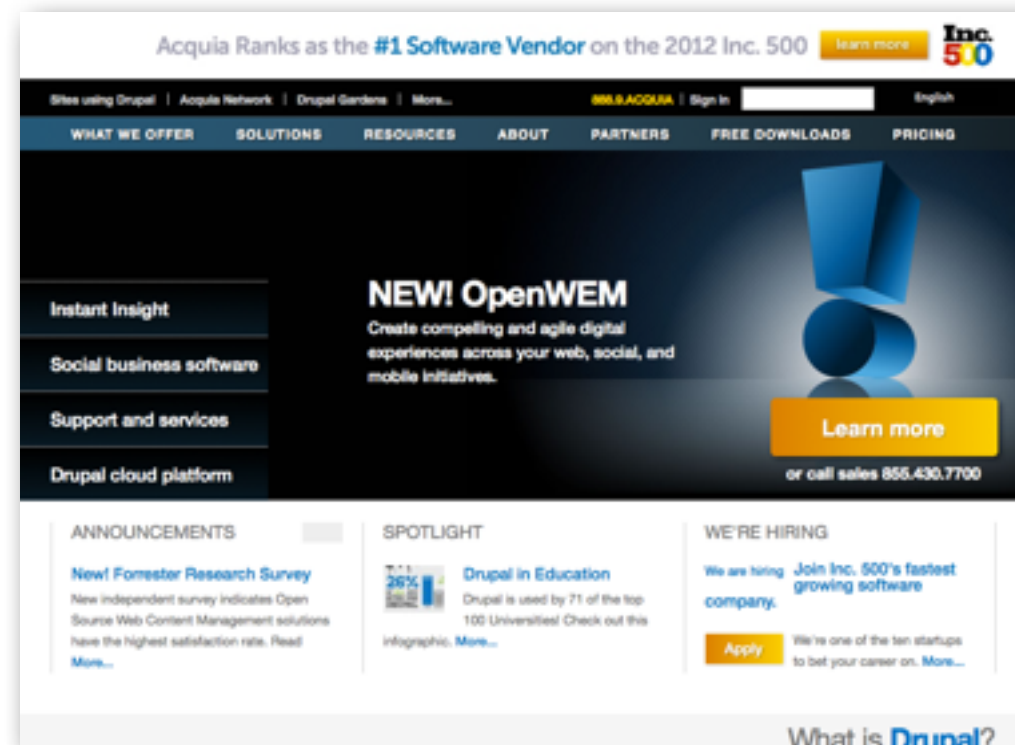 Acquia Ranks as the #1 Software Vendor on the 2012 Inc. 500 learn more Inc. 500
Sites using Drupal | Acquia Network | Drupal Gardens | More... 888.9.ACQUIA | Sign In English
WHAT WE OFFER SOLUTIONS RESOURCES ABOUT PARTNERS FREE DOWNLOADS PRICING
Instant Insight
Social business software
Support and services
Drupal cloud platform
NEW! OpenWEM
Create compelling and agile digital
experiences across your web, social, and
mobile initiatives.
Learn more
or call sales 855.430.7700
ANNOUNCEMENTS
New! Forrester Research Survey
New independent survey indicates Open
Source Web Content Management solutions
have the highest satisfaction rate. Read
More...
SPOTLIGHT
26%
Drupal in Education
Drupal is used by 71 of the top
100 Universities! Check out this
infographic. More...
WE'RE HIRING
We are hiring Join Inc. 500's fastest
growing software
company.
Apply
We're one of the ten startups
to bet your career on. More...
What is Drupal?